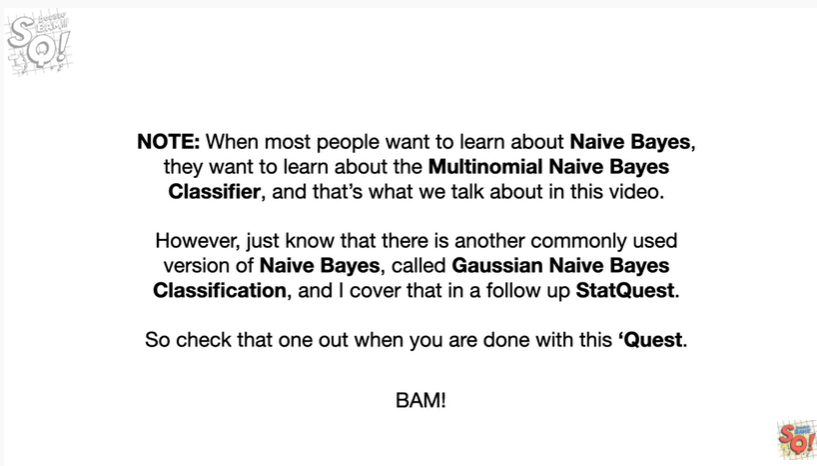 NOTE: When most people want to learn about Naive Bayes,
they want to learn about the Multinomial Naive Bayes
Classifier, and that’s what we talk about in this video.
However, just know that there is another commonly used
version of Naive Bayes, called Gaussian Naive Bayes
Classification, and I cover that in a follow up StatQuest.
So check that one out when you are done with this ‘Quest.
BAM!
SQ!
SQ!